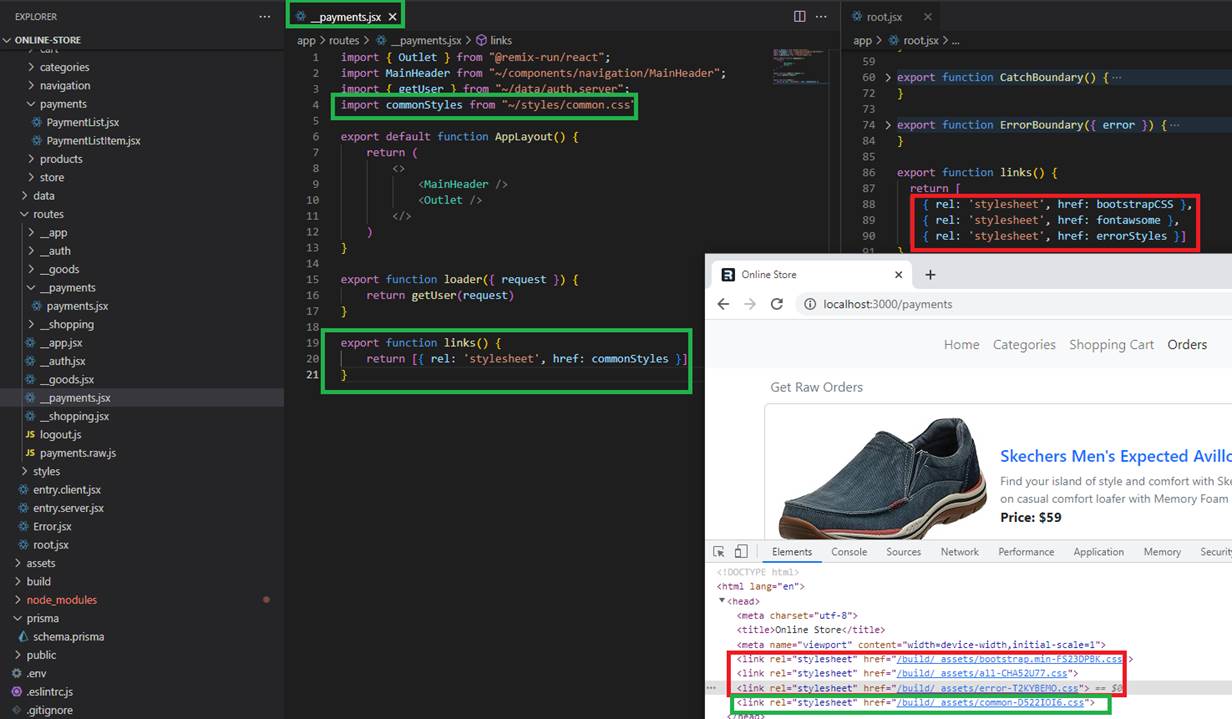 EXPLORER
ONLINE-STORE
cart
categories
navigation
payments
PaymentList.jsx
PaymentListItem.jsx
products
store
data
routes
__app
__auth
__goods
__payments
payments.jsx
__shopping
__app.jsx
__auth.jsx
__goods.jsx
__payments.jsx
__shopping.jsx
JS logout.js
JS payments.raw.js
styles
entry.client.jsx
entry.server.jsx
Error.jsx
root.jsx
assets
build
node_modules
prisma
schema.prisma
public
.env
.eslintrc.js
.gitignore
__payments.jsx
app > routes > __payments.jsx > links
1 import { Outlet } from "@remix-run/react";
2 import MainHeader from "~/components/navigation/MainHeader";
3 import { getUser } from "~/data/auth.server";
4 import commonStyles from "~/styles/common.css"
5
6 export default function AppLayout() {
7 return (
8 <>
9 <MainHeader />
10 <Outlet />
11 </>
12 )
13 }
14
15 export function loader({ request }) {
16 return getUser(request)
17 }
18
19 export function links() {
20 return [{ rel: 'stylesheet', href: commonStyles }]
21 }
root.jsx
app > root.jsx > ...
59
60 export function CatchBoundary() { ...
72 }
73
74 export function ErrorBoundary({ error }) { ...
84 }
85
86 export function links() {
87 return [
88 { rel: 'stylesheet', href: bootstrapCSS },
89 { rel: 'stylesheet', href: fontawsome },
90 { rel: 'stylesheet', href: errorStyles }]
91 }
Online Store
localhost:3000/payments
Home Categories Shopping Cart Orders
Get Raw Orders
Skechers Men's Expected Avillo
Find your island of style and comfort with Ske
on casual comfort loafer with Memory Foam
Price: $59
Elements Console Sources Network Performance Application Memory Security
<!DOCTYPE html>
<html lang="en">
<head>
<meta charset="utf-8">
<title>Online Store</title>
<meta name="viewport" content="width=device-width,initial-scale=1">
<link rel="stylesheet" href="/build/_assets/bootstrap.min-FS23DPBK.css">
<link rel="stylesheet" href="/build/_assets/all-CHA52U77.css">
<link rel="stylesheet" href="/build/_assets/error-T2KYBEMO.css"> == $0
<link rel="stylesheet" href="/build/_assets/common-D522IOI6.css">
</head>